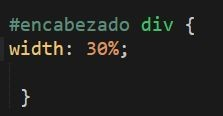 #encabezado div {
width: 30%;
}